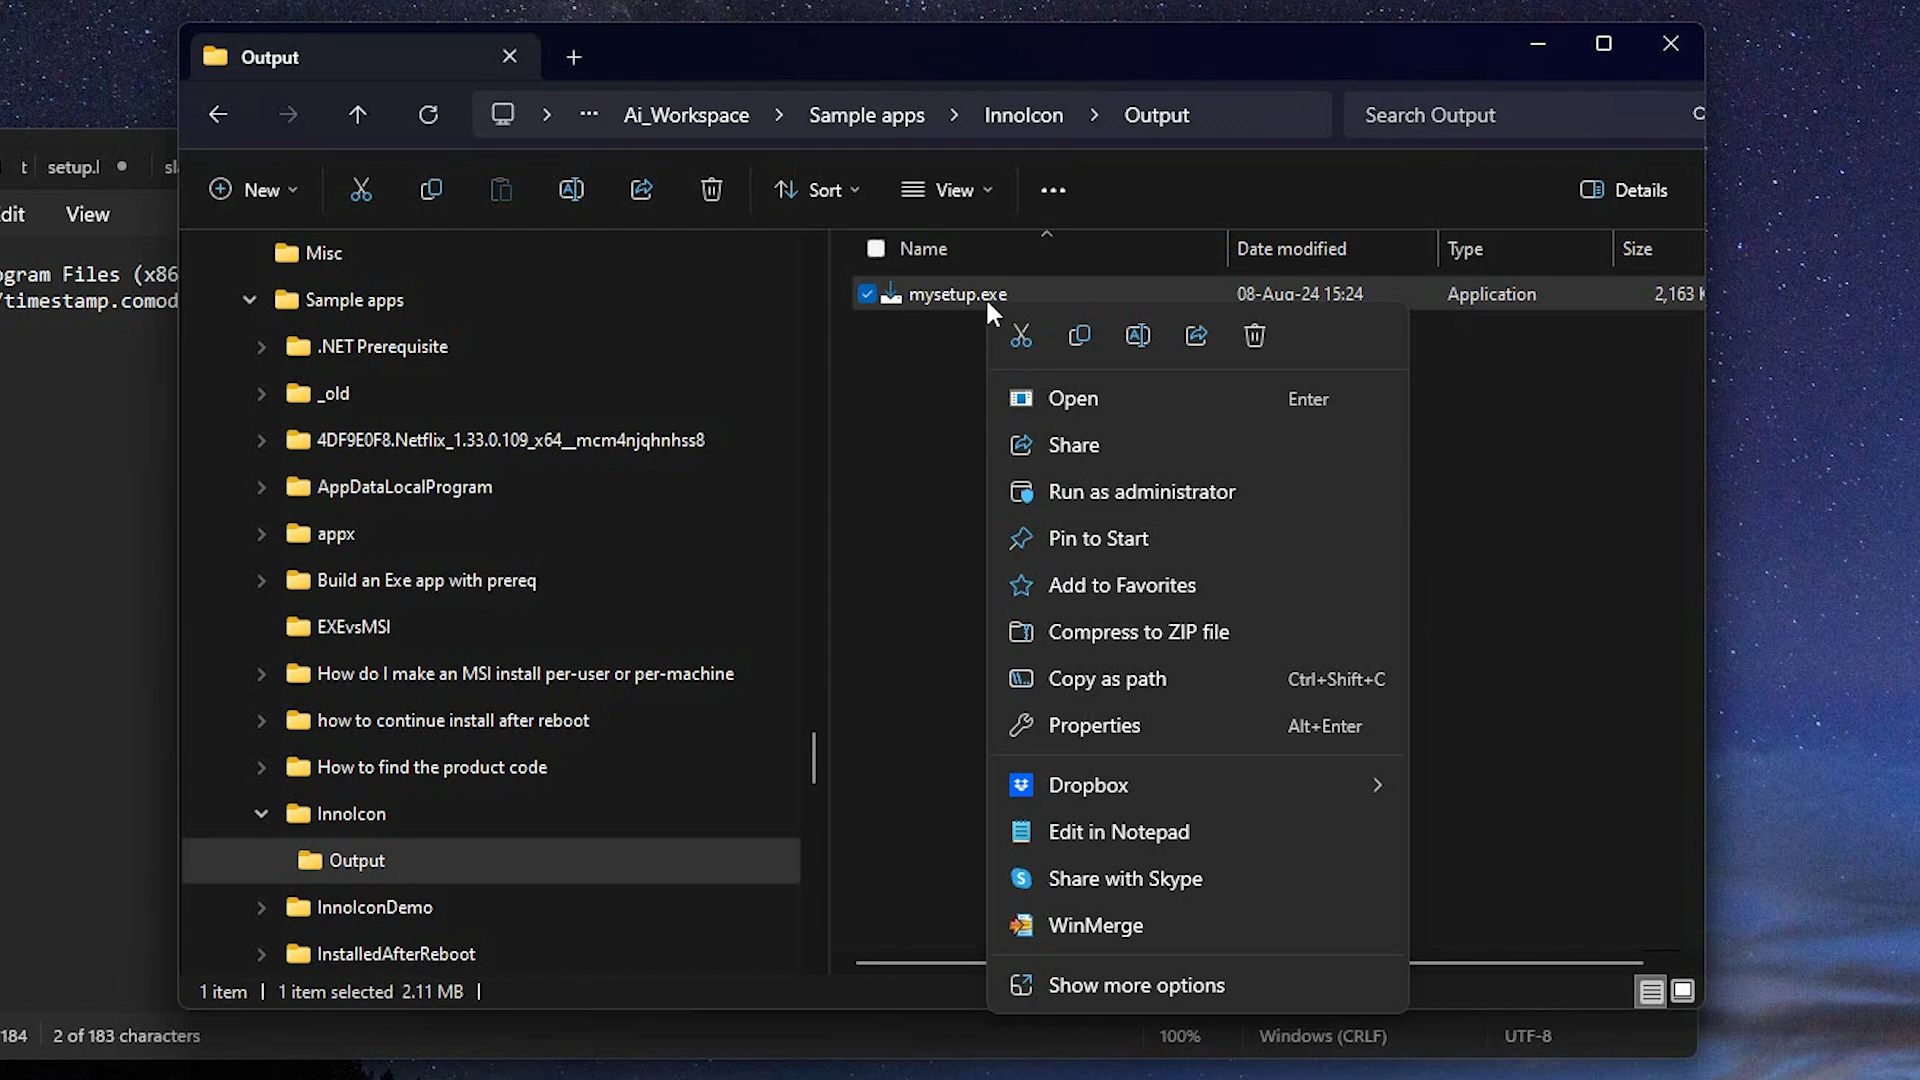 Output
Ai_Workspace
Sample apps
InnoIcon
Output
Search Output
setup.l
New
Sort
View
Details
dit
View
ogram Files (x86
/timestamp.comod
Misc
Sample apps
.NET Prerequisite
_old
4DF9E0F8.Netflix_1.33.0.109_x64__mcm4njqhnhss8
AppDataLocalProgram
appx
Build an Exe app with prereq
EXEvsMSI
How do I make an MSI install per-user or per-machine
how to continue install after reboot
How to find the product code
InnoIcon
Output
InnoIconDemo
InstalledAfterReboot
Name
Date modified
Type
Size
mysetup.exe
08-Aug-24 15:24
Application
2,163 K
Open Enter
Share
Run as administrator
Pin to Start
Add to Favorites
Compress to ZIP file
Copy as path Ctrl+Shift+C
Properties Alt+Enter
Dropbox
Edit in Notepad
Share with Skype
WinMerge
Show more options
1 item
1 item selected 2.11 MB
184
2 of 183 characters
100%
Windows (CRLF)
UTF-8